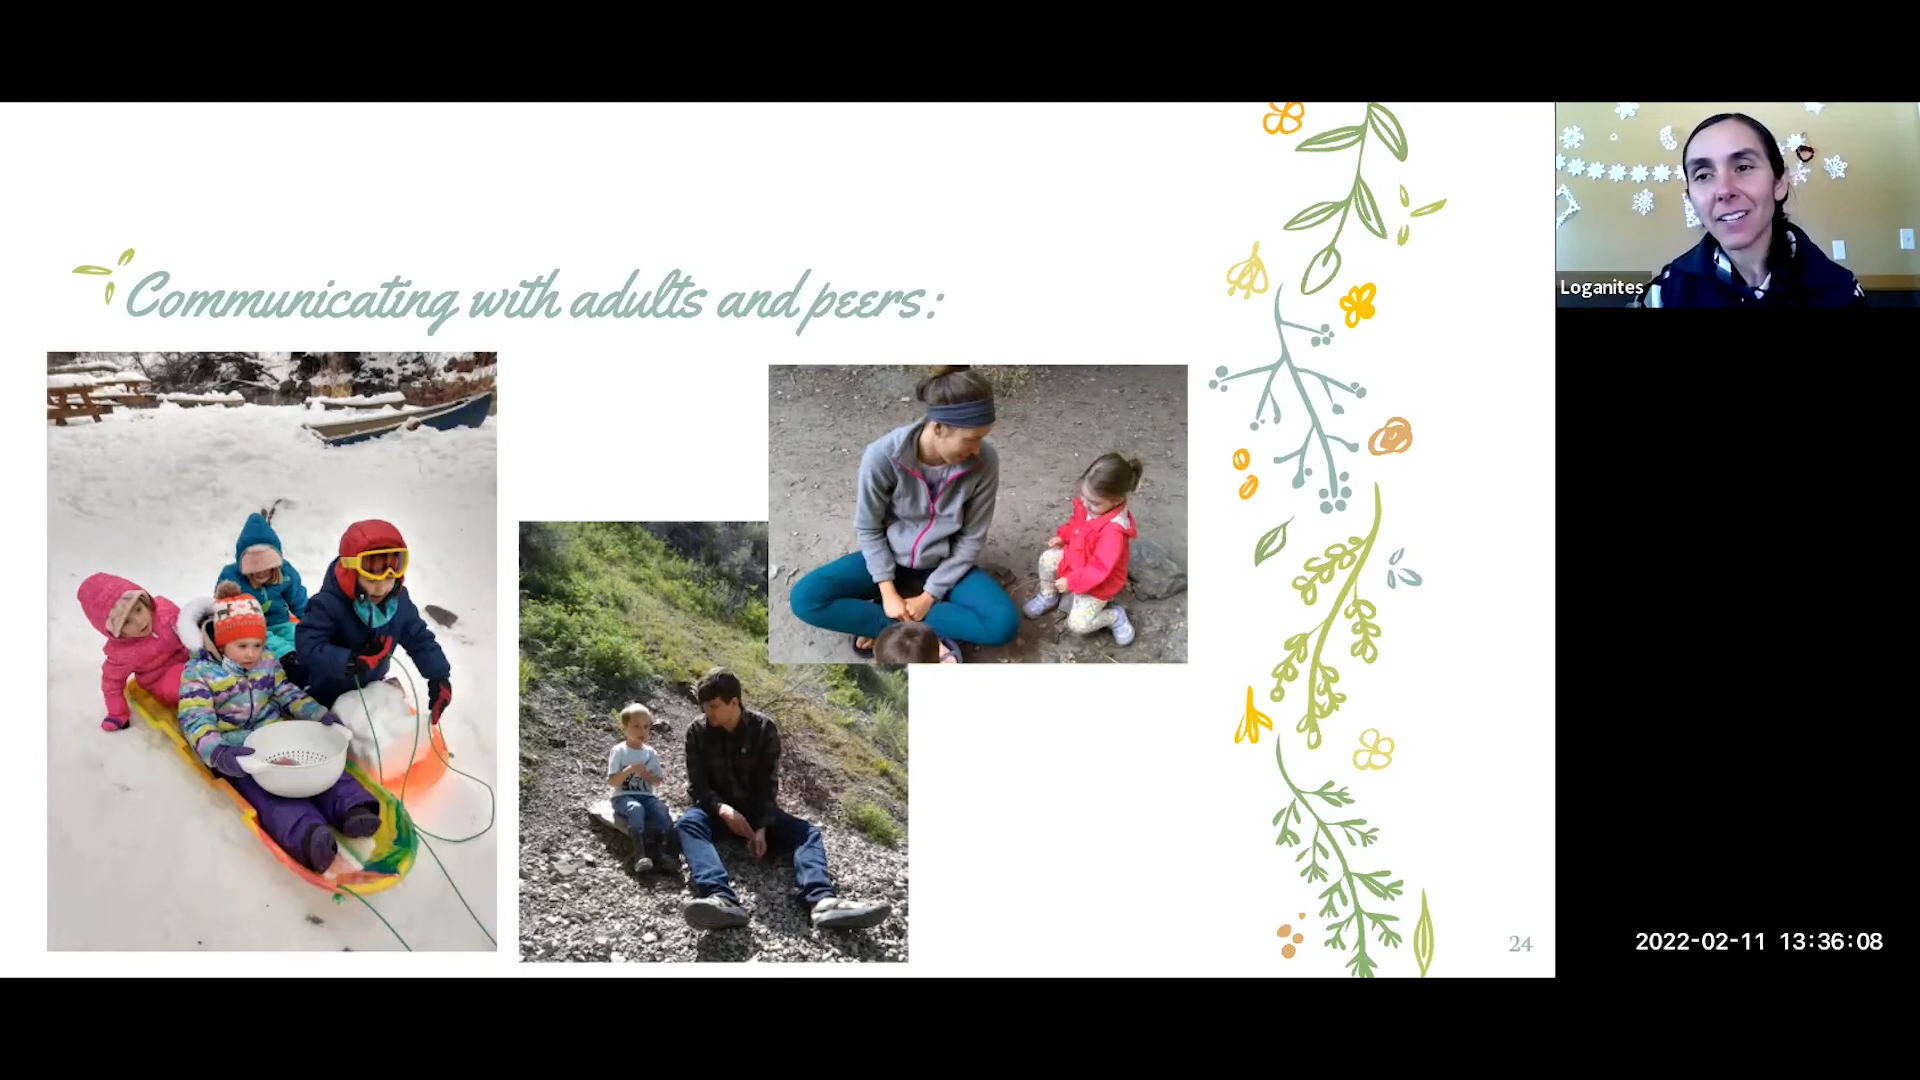 Communicating with adults and peers:
Loganites
24
2022-02-11 13:36:08